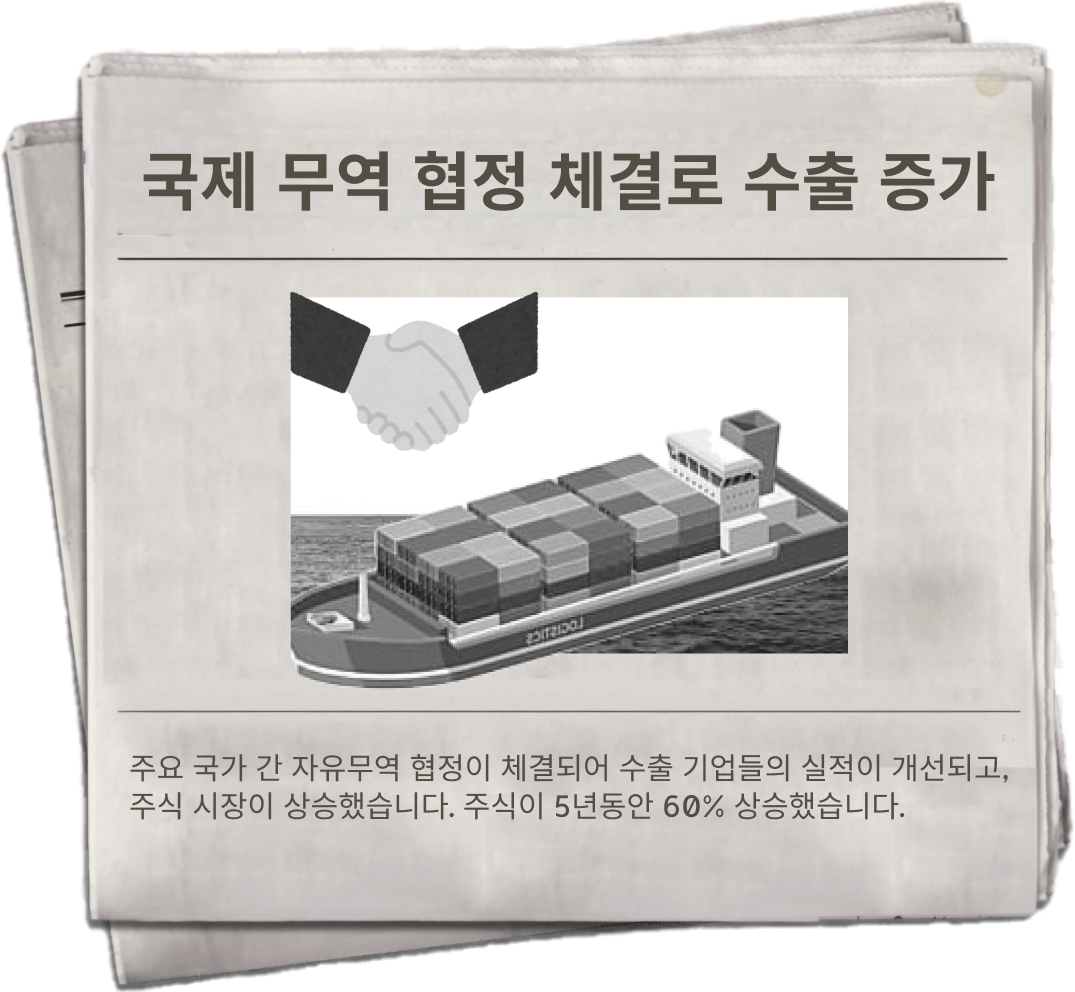 국제 무역 협정 체결로 수출 증가
LOGISTICS
주요 국가 간 자유무역 협정이 체결되어 수출 기업들의 실적이 개선되고,
주식 시장이 상승했습니다. 주식이 5년동안 60% 상승했습니다.